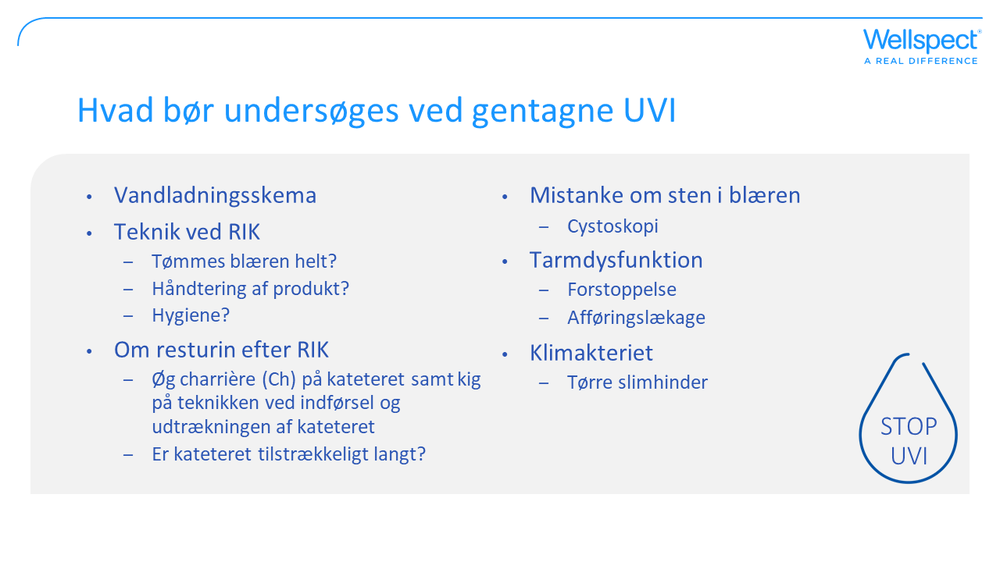 Wellspect®
A REAL DIFFERENCE
Hvad bør undersøges ved gentagne UVI
• Vandladningsskema
• Teknik ved RIK
– Tømmes blæren helt?
– Håndtering af produkt?
– Hygiene?
• Om resturin efter RIK
– Øg charrière (Ch) på kateteret samt kig
på teknikken ved indførsel og
udtrækningen af kateteret
– Er kateteret tilstrækkeligt langt?
• Mistanke om sten i blæren
– Cystoskopi
• Tarmdysfunktion
– Forstoppelse
– Afføringslækage
• Klimakteriet
– Tørre slimhinder
STOP
UVI